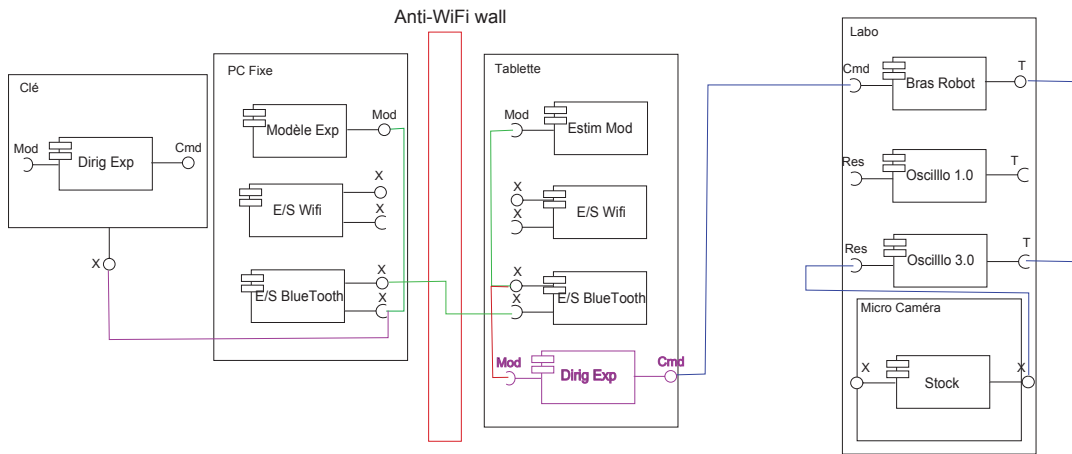 Anti-WiFi wall
Clé
Mod
Dirig Exp
Cmd
X
PC Fixe
Modèle Exp
Mod
E/S Wifi
X
X
E/S BlueTooth
X
X
Tablette
Mod
Estim Mod
X
X
E/S Wifi
X
X
E/S BlueTooth
Mod
Dirig Exp
Cmd
Labo
Cmd
Bras Robot
T
Res
Oscilllo 1.0
T
Res
Oscilllo 3.0
T
Micro Caméra
X
Stock
X